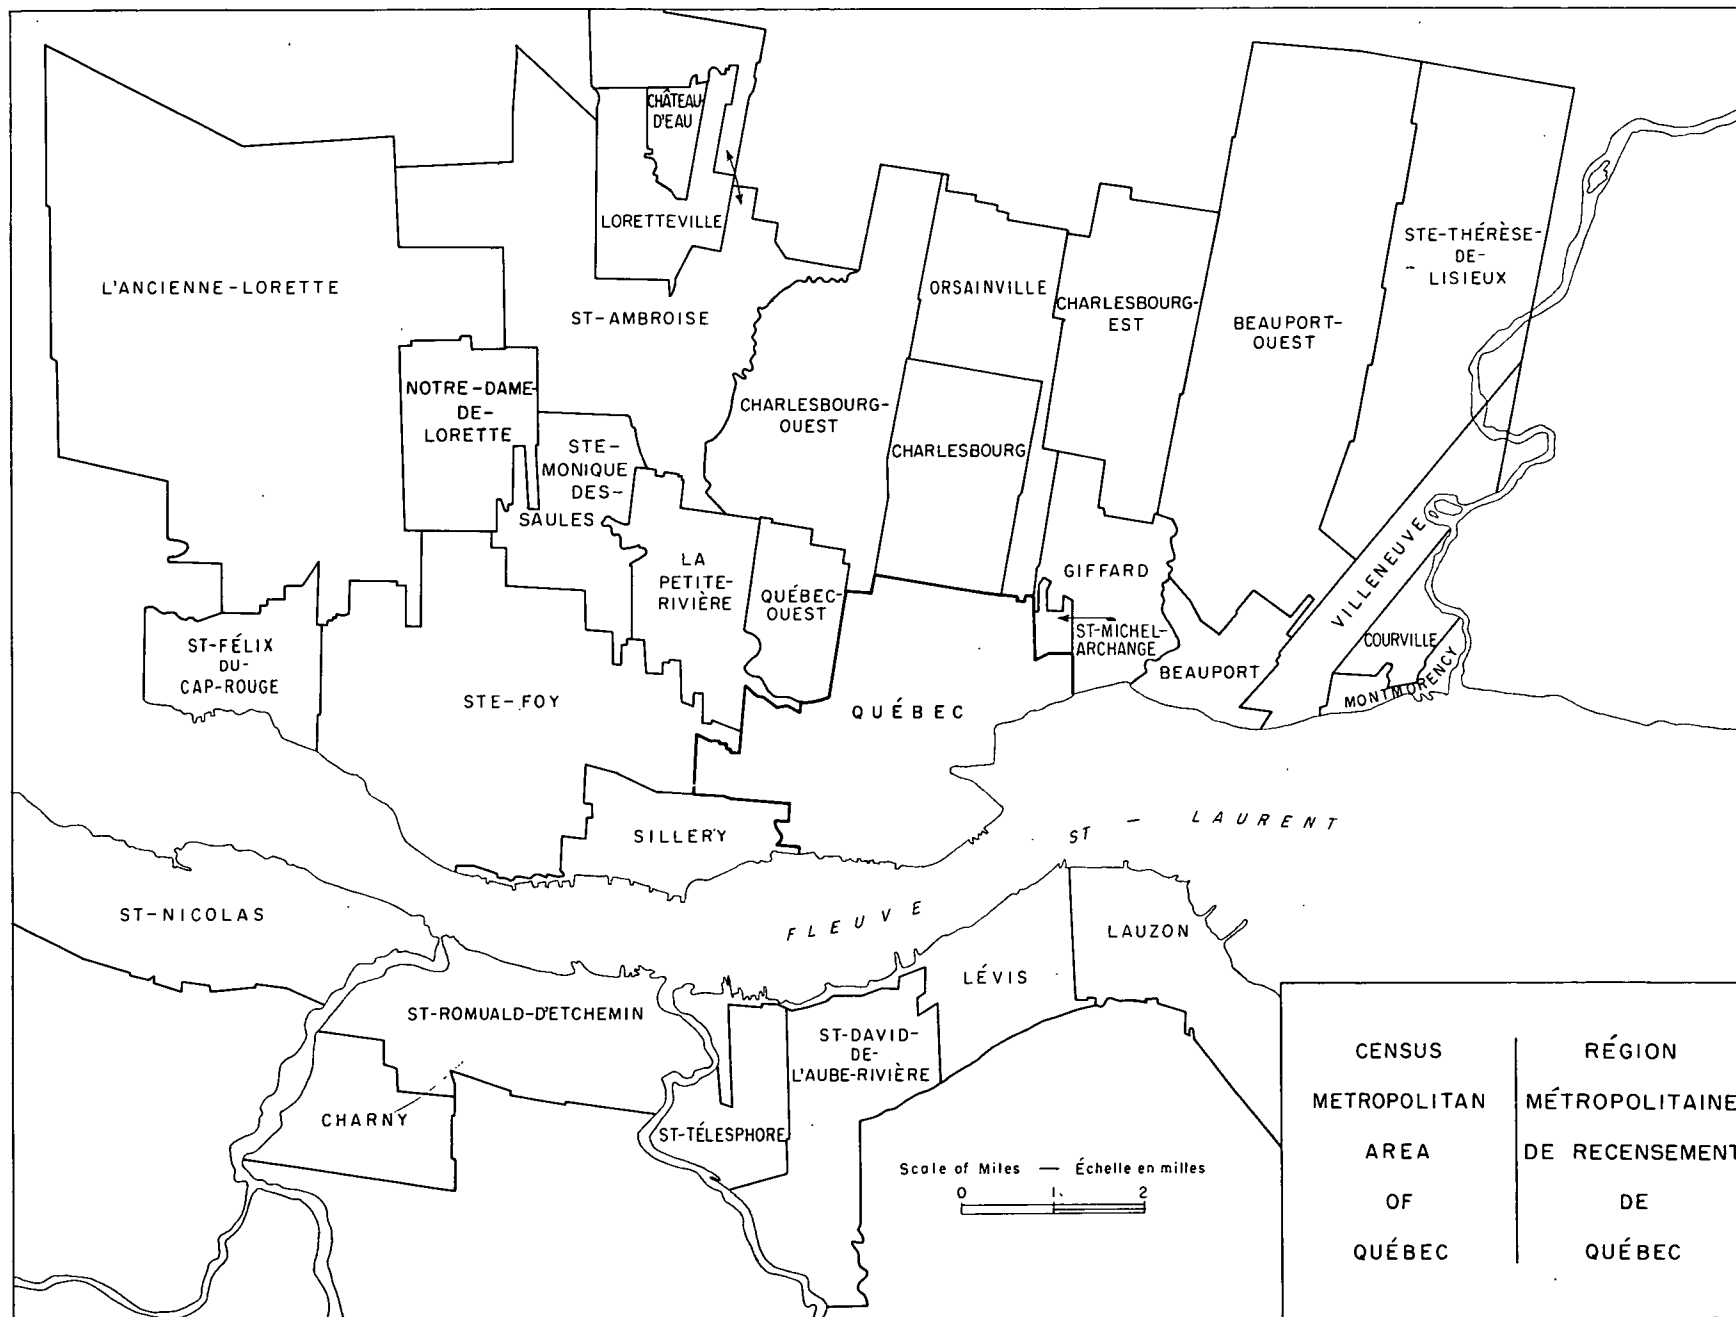 CHÂTEAU
D'EAU
LORETTEVILLE
L'ANCIENNE-LORETTE
ST-AMBROISE
ORSAINVILLE
CHARLESBOURG-
EST
BEAUPORT-
OUEST
STE-THÉRÈSE-
DE-
LISIEUX
NOTRE-DAME-
DE-
LORETTE
STE-
MONIQUE
DES-
SAULES
CHARLESBOURG-
OUEST
CHARLESBOURG
LA
PETITE-
RIVIÈRE
QUÉBEC-
OUEST
GIFFARD
ST-MICHEL-
ARCHANGE
BEAUPORT
VILLENEUVE
COURVILLE
MONTMORENCY
ST-FÉLIX
DU-
CAP-ROUGE
STE-FOY
QUÉBEC
SILLERY
FLEUVE ST-LAURENT
ST-NICOLAS
ST-ROMUALD-D'ETCHEMIN
CHARNY
ST-TÉLESPHORE
ST-DAVID-
DE-
L'AUBE-RIVIÈRE
LÉVIS
LAUZON
Scale of Miles — Échelle en milles
0 1 2
CENSUS
METROPOLITAN
AREA
OF
QUÉBEC
RÉGION
MÉTROPOLITAINE
DE RECENSEMENT
DE
QUÉBEC